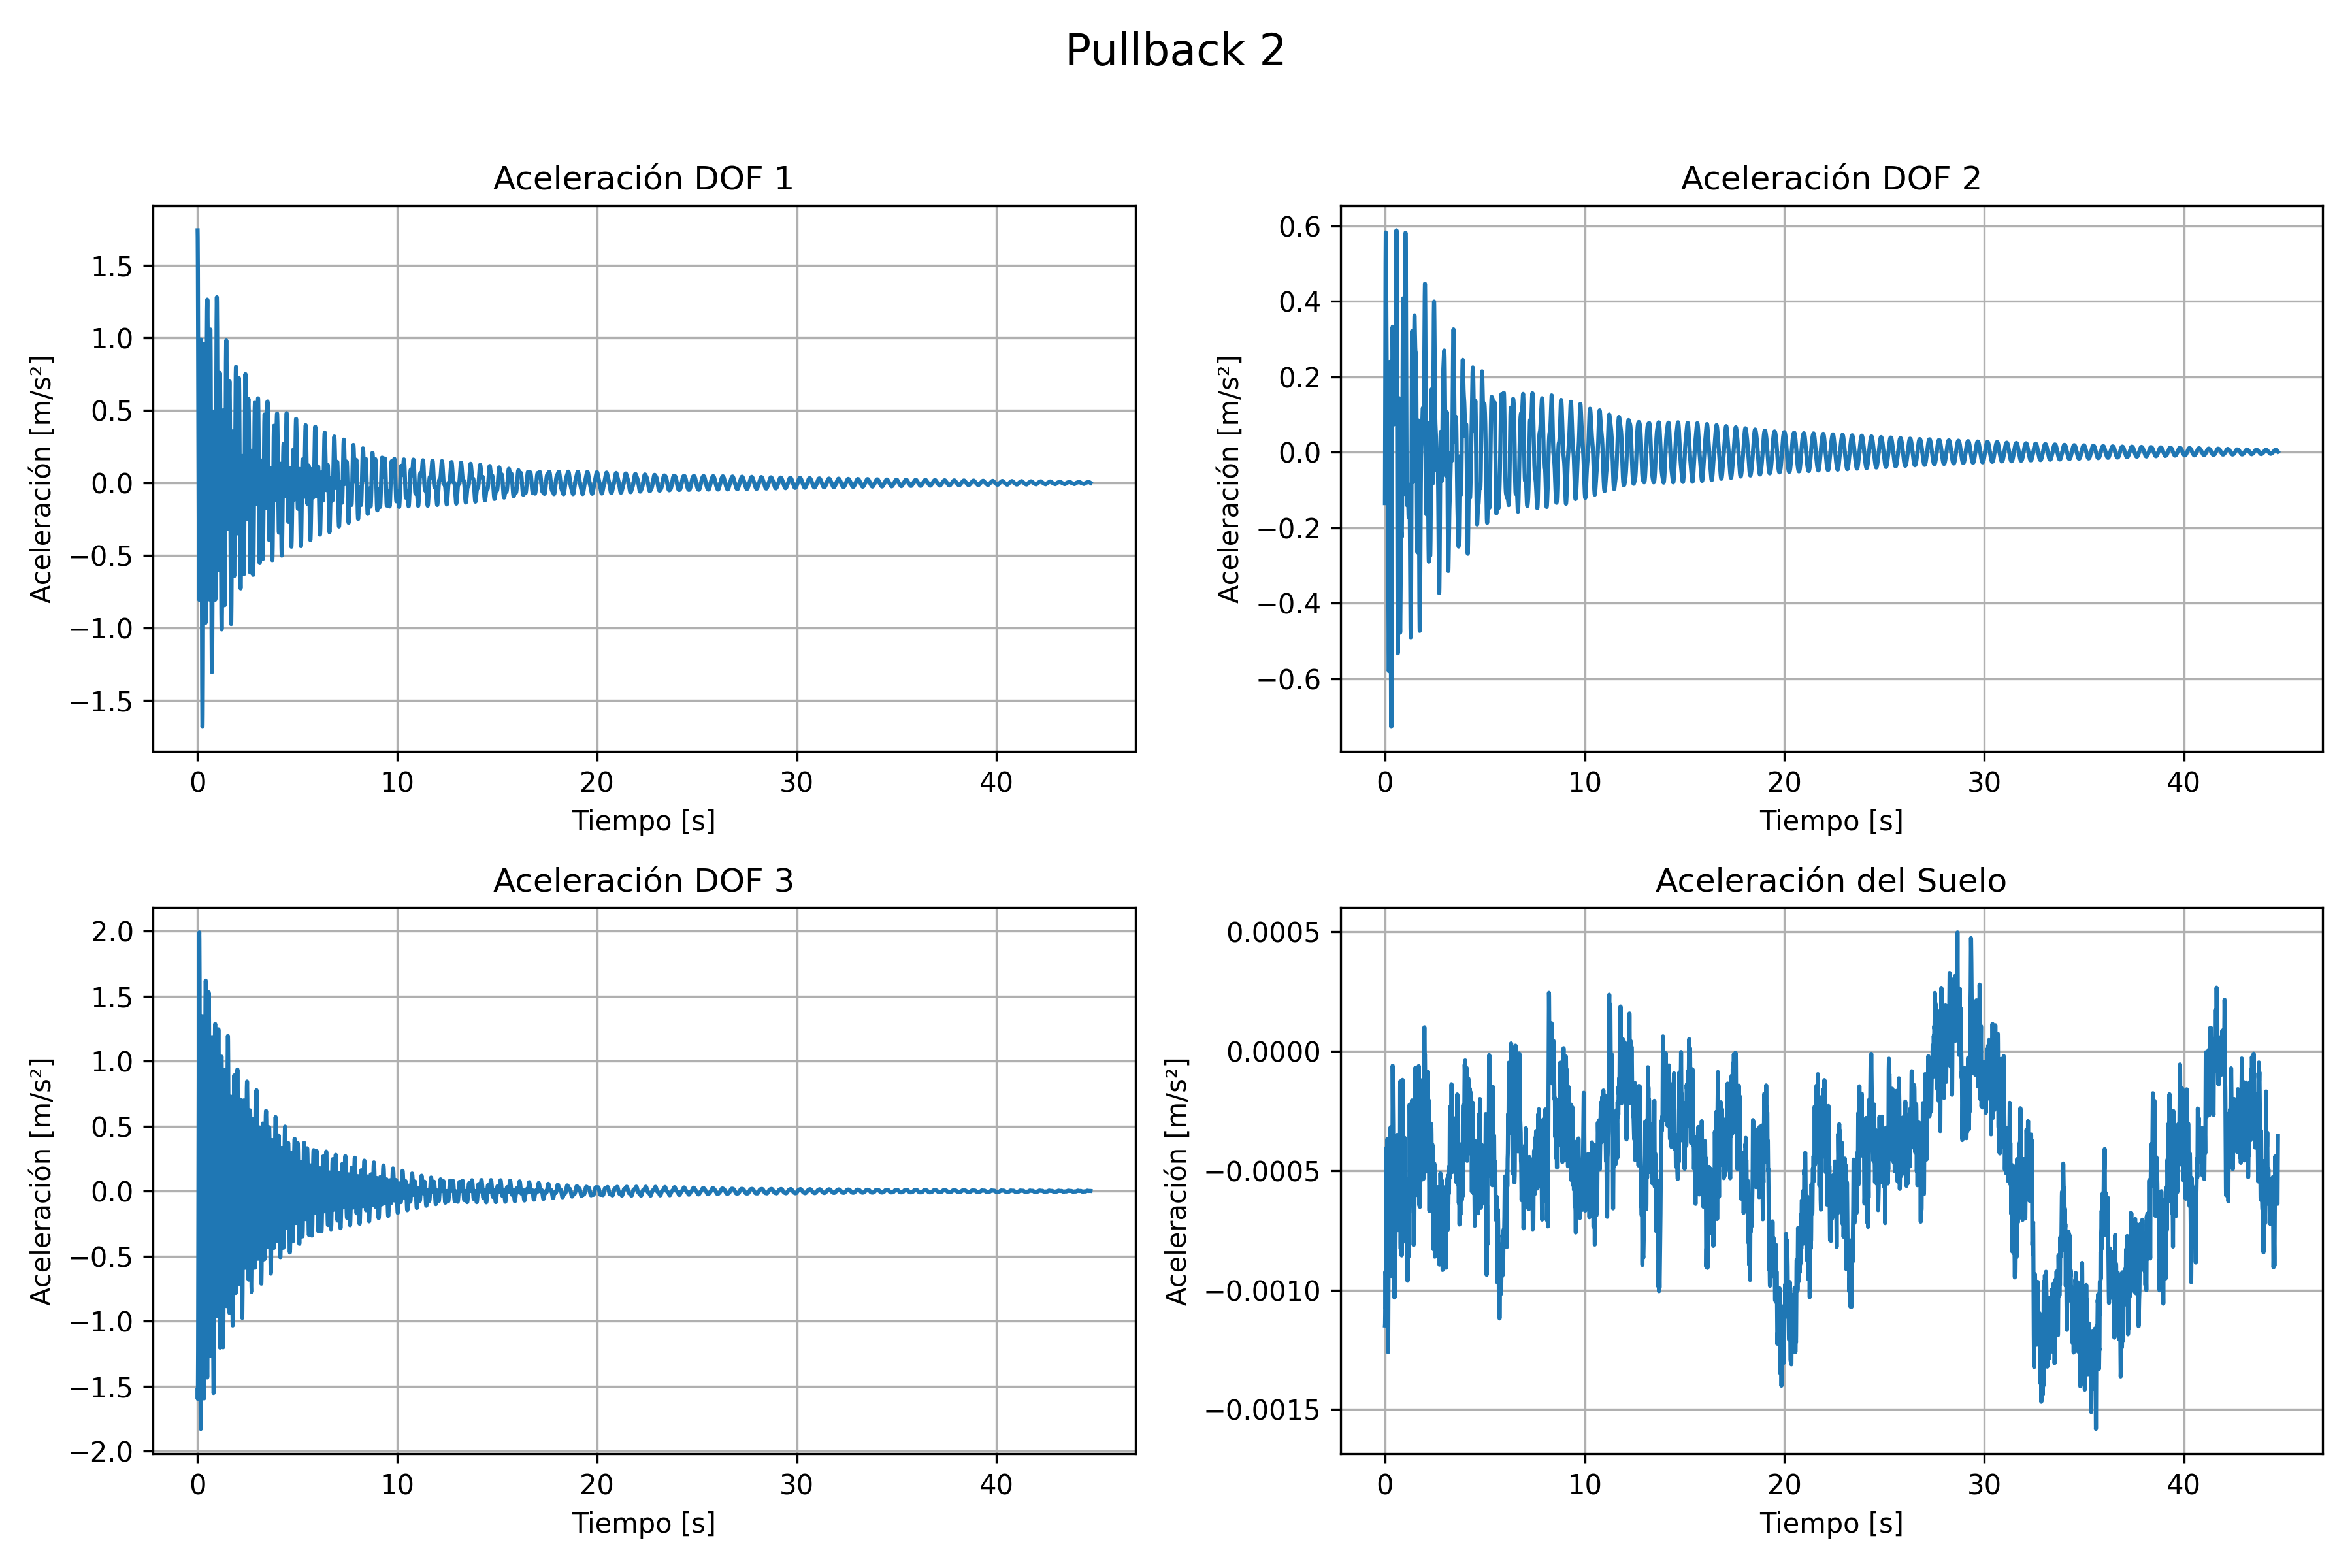 Pullback 2
Aceleración DOF 1
Aceleración [m/s²]
1.5
1.0
0.5
0.0
−0.5
−1.0
−1.5
0 10 20 30 40
Tiempo [s]
Aceleración DOF 2
Aceleración [m/s²]
0.6
0.4
0.2
0.0
−0.2
−0.4
−0.6
0 10 20 30 40
Tiempo [s]
Aceleración DOF 3
Aceleración [m/s²]
2.0
1.5
1.0
0.5
0.0
−0.5
−1.0
−1.5
−2.0
0 10 20 30 40
Tiempo [s]
Aceleración del Suelo
Aceleración [m/s²]
0.0005
0.0000
−0.0005
−0.0010
−0.0015
0 10 20 30 40
Tiempo [s]